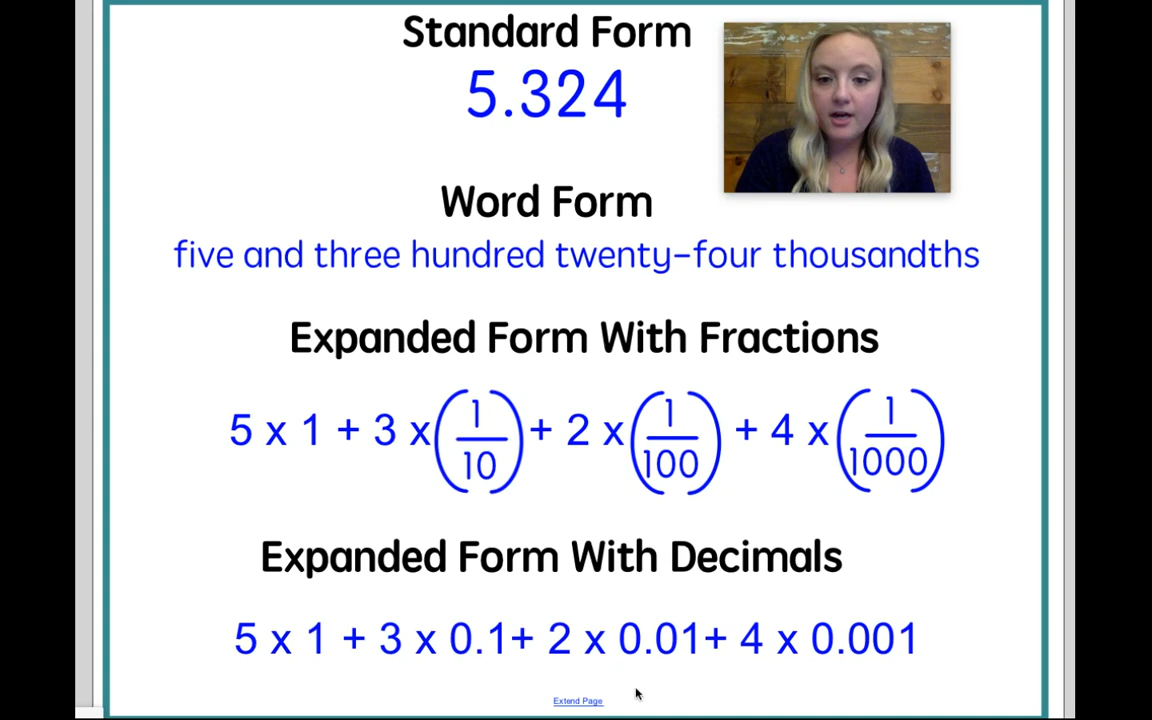 Standard Form
5.324
Word Form
five and three hundred twenty-four thousandths
Expanded Form With Fractions
5 x 1 + 3 x (1/10) + 2 x (1/100) + 4 x (1/1000)
Expanded Form With Decimals
5 x 1 + 3 x 0.1+ 2 x 0.01+ 4 x 0.001
Extend Page